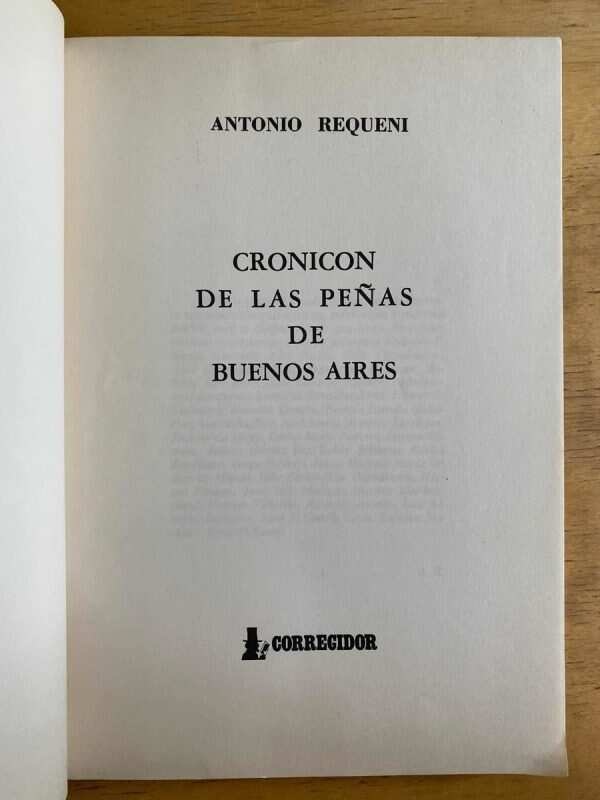 ANTONIO REQUENI
CRONICON
DE LAS PEÑAS
DE
BUENOS AIRES
CORREGIDOR